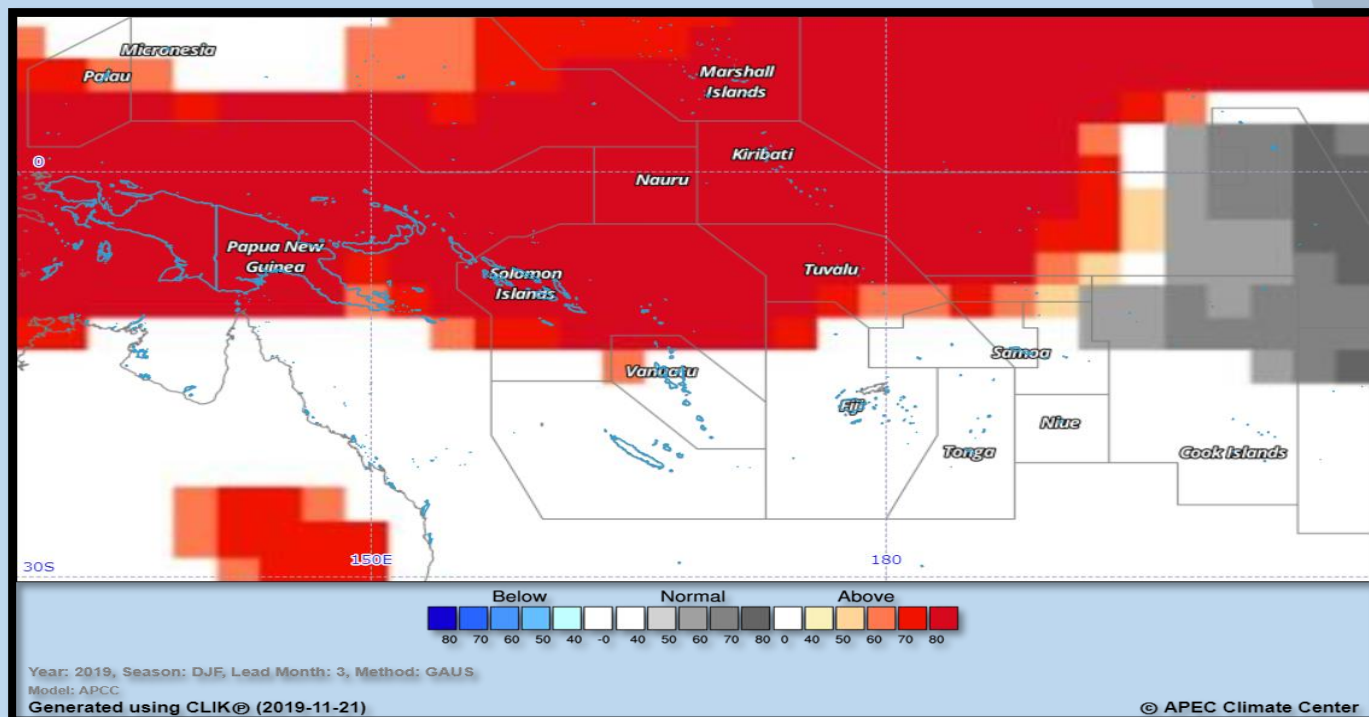 Micronesia
Palau
Marshall
Islands
0
Kiribati
Nauru
Papua New
Guinea
Solomon
Islands
Tuvalu
Samoa
Vanuatu
Fiji
Niue
Tonga
Cook Islands
30S
150E
180
Below Normal Above
80 70 60 50 40 -0 40 50 60 70 80 0 40 50 60 70 80
Year: 2019, Season: DJF, Lead Month: 3, Method: GAUS
Model: APCC
Generated using CLIK® (2019-11-21)
© APEC Climate Center